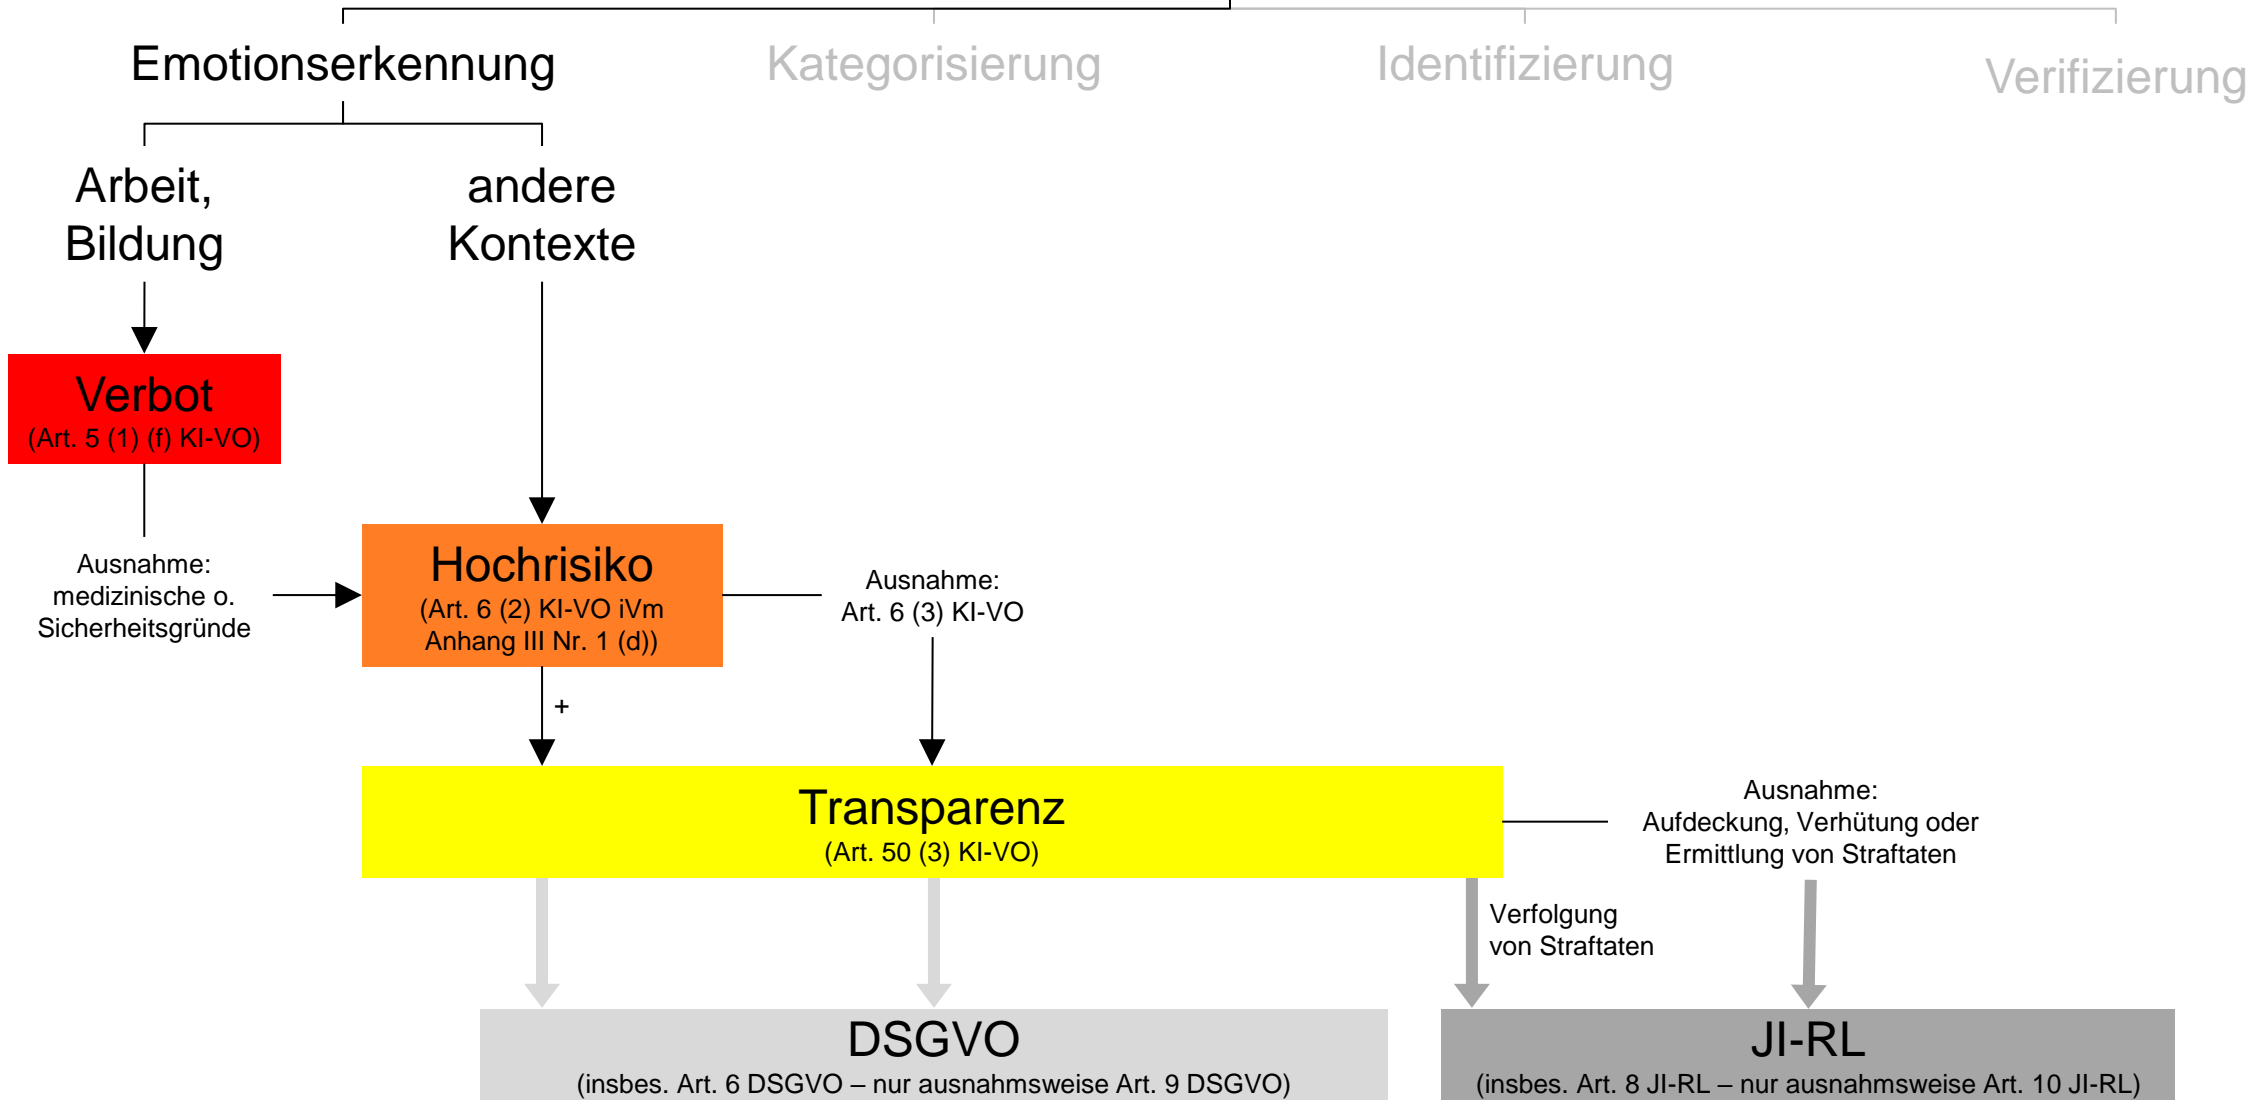 Emotionserkennung
Kategorisierung
Identifizierung
Verifizierung
Arbeit,
Bildung
andere
Kontexte
Verbot
(Art. 5 (1) (f) KI-VO)
Ausnahme:
medizinische o.
Sicherheitsgründe
Hochrisiko
(Art. 6 (2) KI-VO iVm
Anhang III Nr. 1 (d))
Ausnahme:
Art. 6 (3) KI-VO
+
Transparenz
(Art. 50 (3) KI-VO)
Ausnahme:
Aufdeckung, Verhütung oder
Ermittlung von Straftaten
Verfolgung
von Straftaten
DSGVO
(insbes. Art. 6 DSGVO – nur ausnahmsweise Art. 9 DSGVO)
JI-RL
(insbes. Art. 8 JI-RL – nur ausnahmsweise Art. 10 JI-RL)